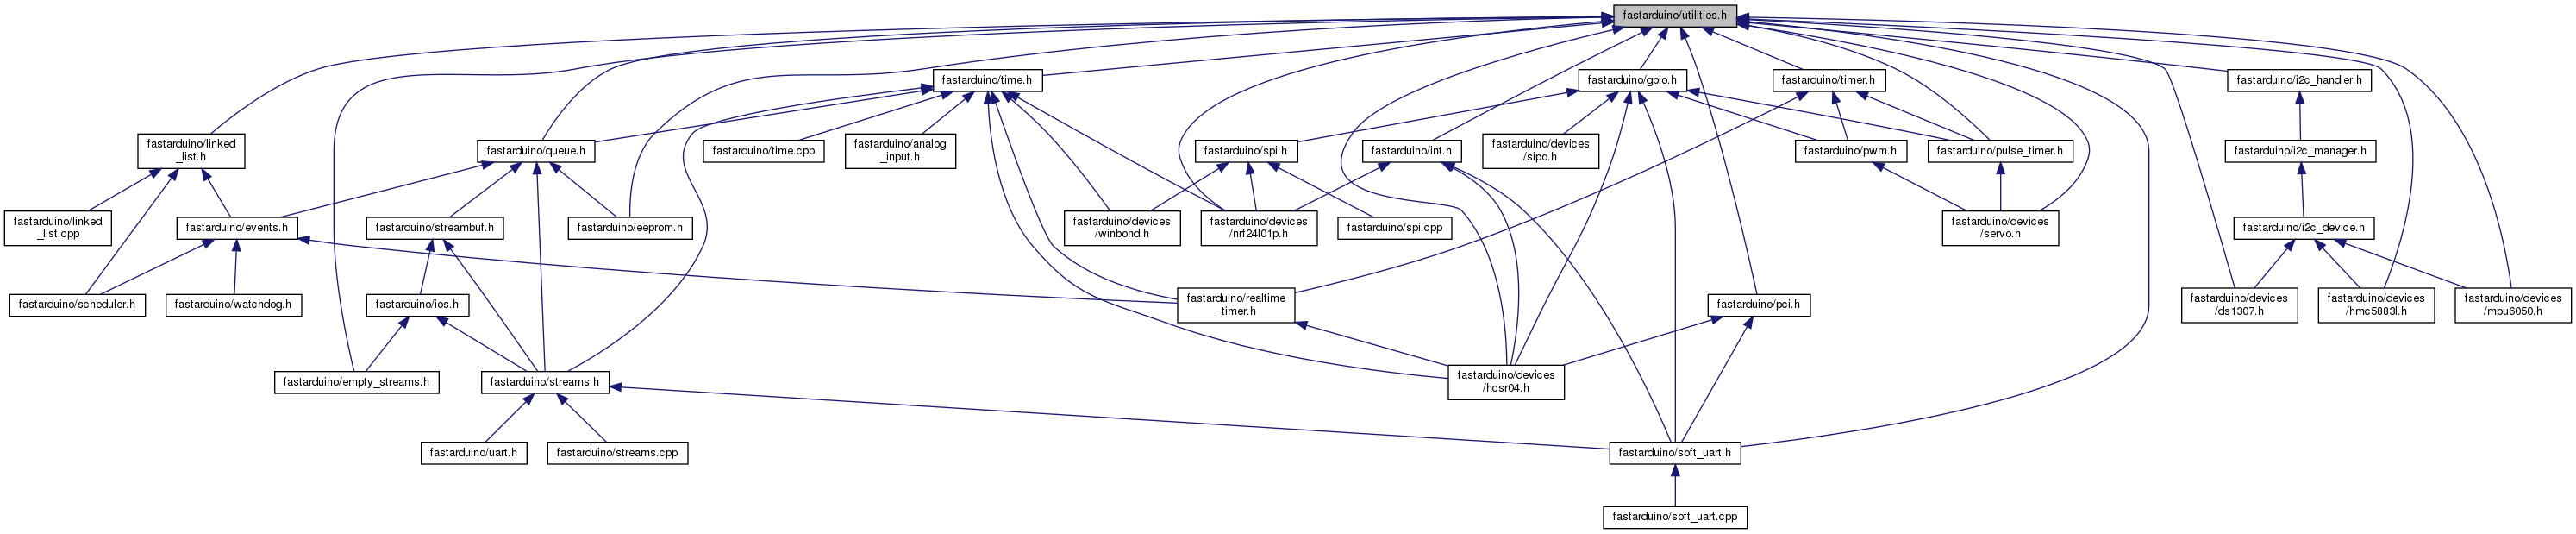 fastarduino/utilities.h
fastarduino/time.h
fastarduino/gpio.h
fastarduino/timer.h
fastarduino/i2c_handler.h
fastarduino/linked
_list.h
fastarduino/queue.h
fastarduino/time.cpp
fastarduino/analog
_input.h
fastarduino/spi.h
fastarduino/int.h
fastarduino/devices
/sipo.h
fastarduino/pwm.h
fastarduino/pulse_timer.h
fastarduino/i2c_manager.h
fastarduino/linked
_list.cpp
fastarduino/events.h
fastarduino/streambuf.h
fastarduino/eeprom.h
fastarduino/devices
/winbond.h
fastarduino/devices
/nrf24l01p.h
fastarduino/spi.cpp
fastarduino/devices
/servo.h
fastarduino/i2c_device.h
fastarduino/scheduler.h
fastarduino/watchdog.h
fastarduino/ios.h
fastarduino/realtime
_timer.h
fastarduino/pci.h
fastarduino/devices
/ds1307.h
fastarduino/devices
/hmc5883l.h
fastarduino/devices
/mpu6050.h
fastarduino/empty_streams.h
fastarduino/streams.h
fastarduino/devices
/hcsr04.h
fastarduino/uart.h
fastarduino/streams.cpp
fastarduino/soft_uart.h
fastarduino/soft_uart.cpp